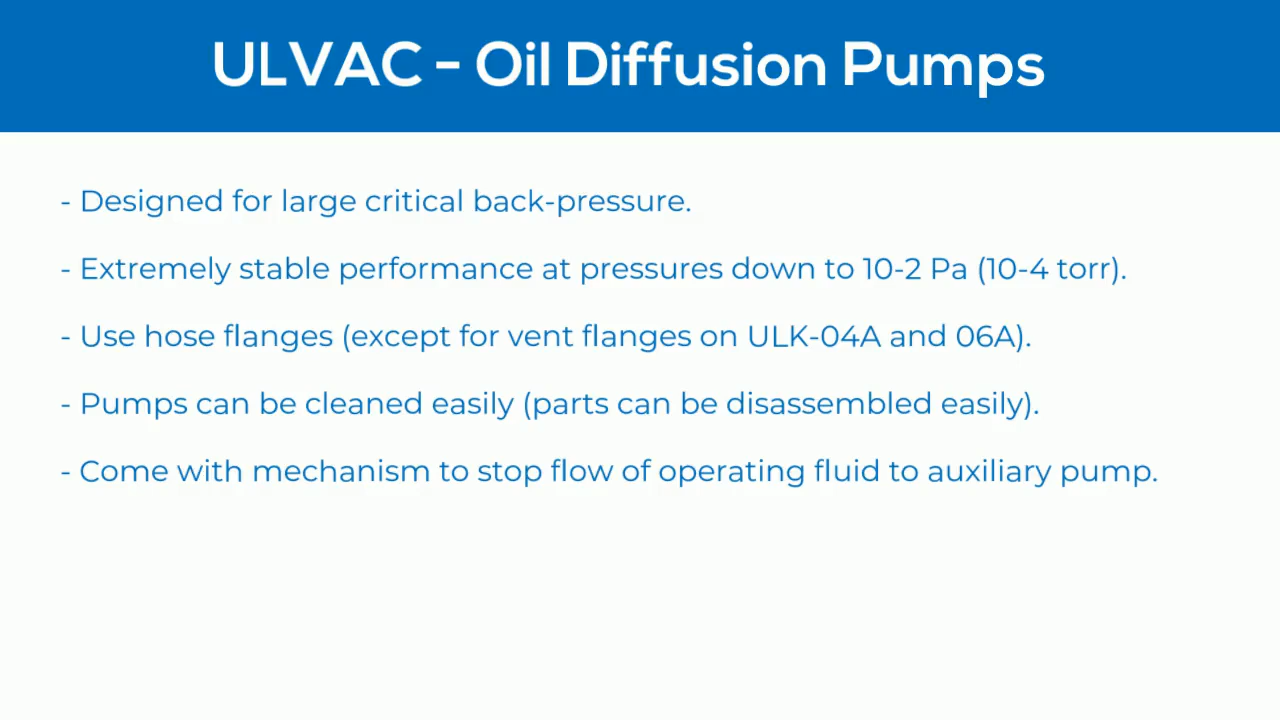 ULVAC - Oil Diffusion Pumps
- Designed for large critical back-pressure.
- Extremely stable performance at pressures down to 10-2 Pa (10-4 torr).
- Use hose flanges (except for vent flanges on ULK-04A and 06A).
- Pumps can be cleaned easily (parts can be disassembled easily).
- Come with mechanism to stop flow of operating fluid to auxiliary pump.